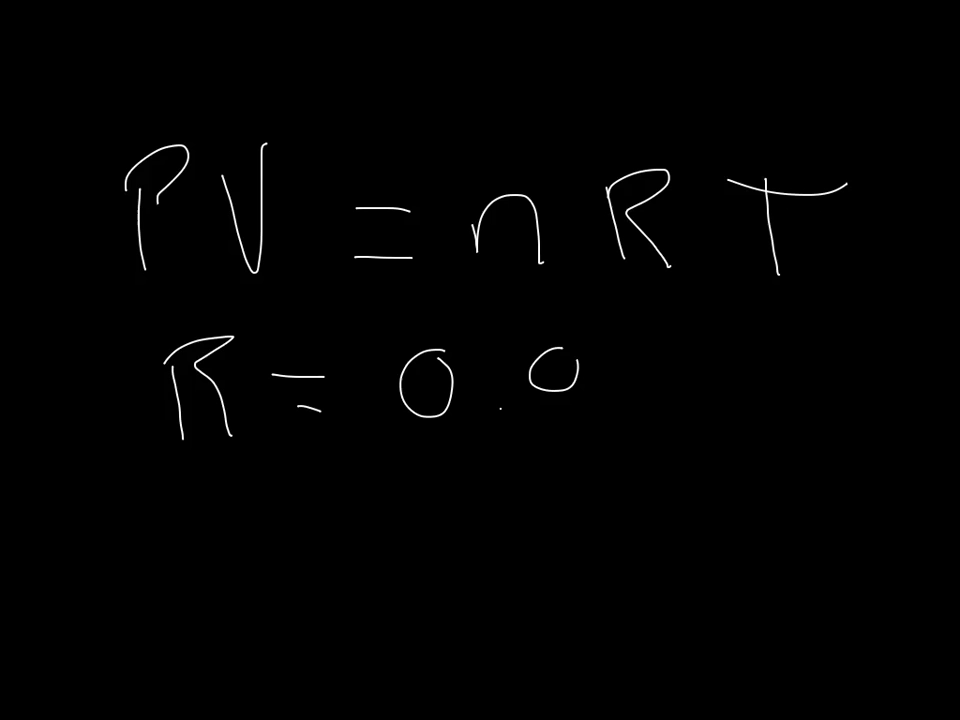 PV = nRT
R = 0.0